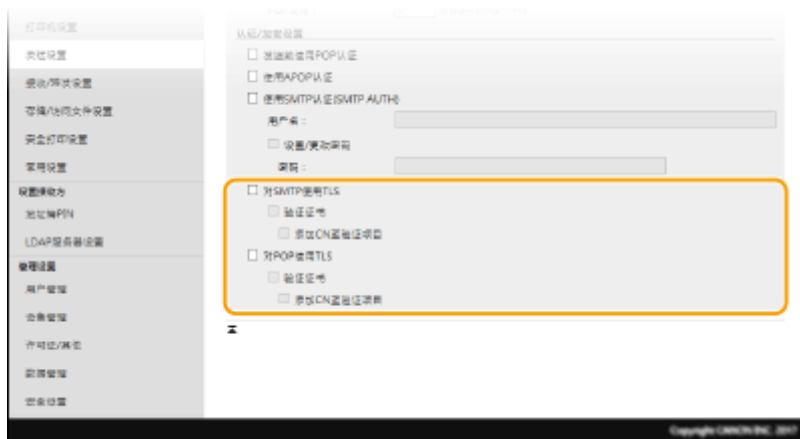 打印机设置
发送设置
接收/转发设置
存储/访问文件设置
安全打印设置
常用设置
设置接收方
地址簿PIN
LDAP服务器设置
管理设置
用户管理
设备管理
许可证/其他
数据管理
安全设置
认证/加密设置
发送前使用POP认证
使用APOP认证
使用SMTP认证(SMTP AUTH)
用户名：
设置/更改密码
密码：
对SMTP使用TLS
验证证书
添加CN至验证项目
对POP使用TLS
验证证书
添加CN至验证项目
Copyright CANON INC. 2017